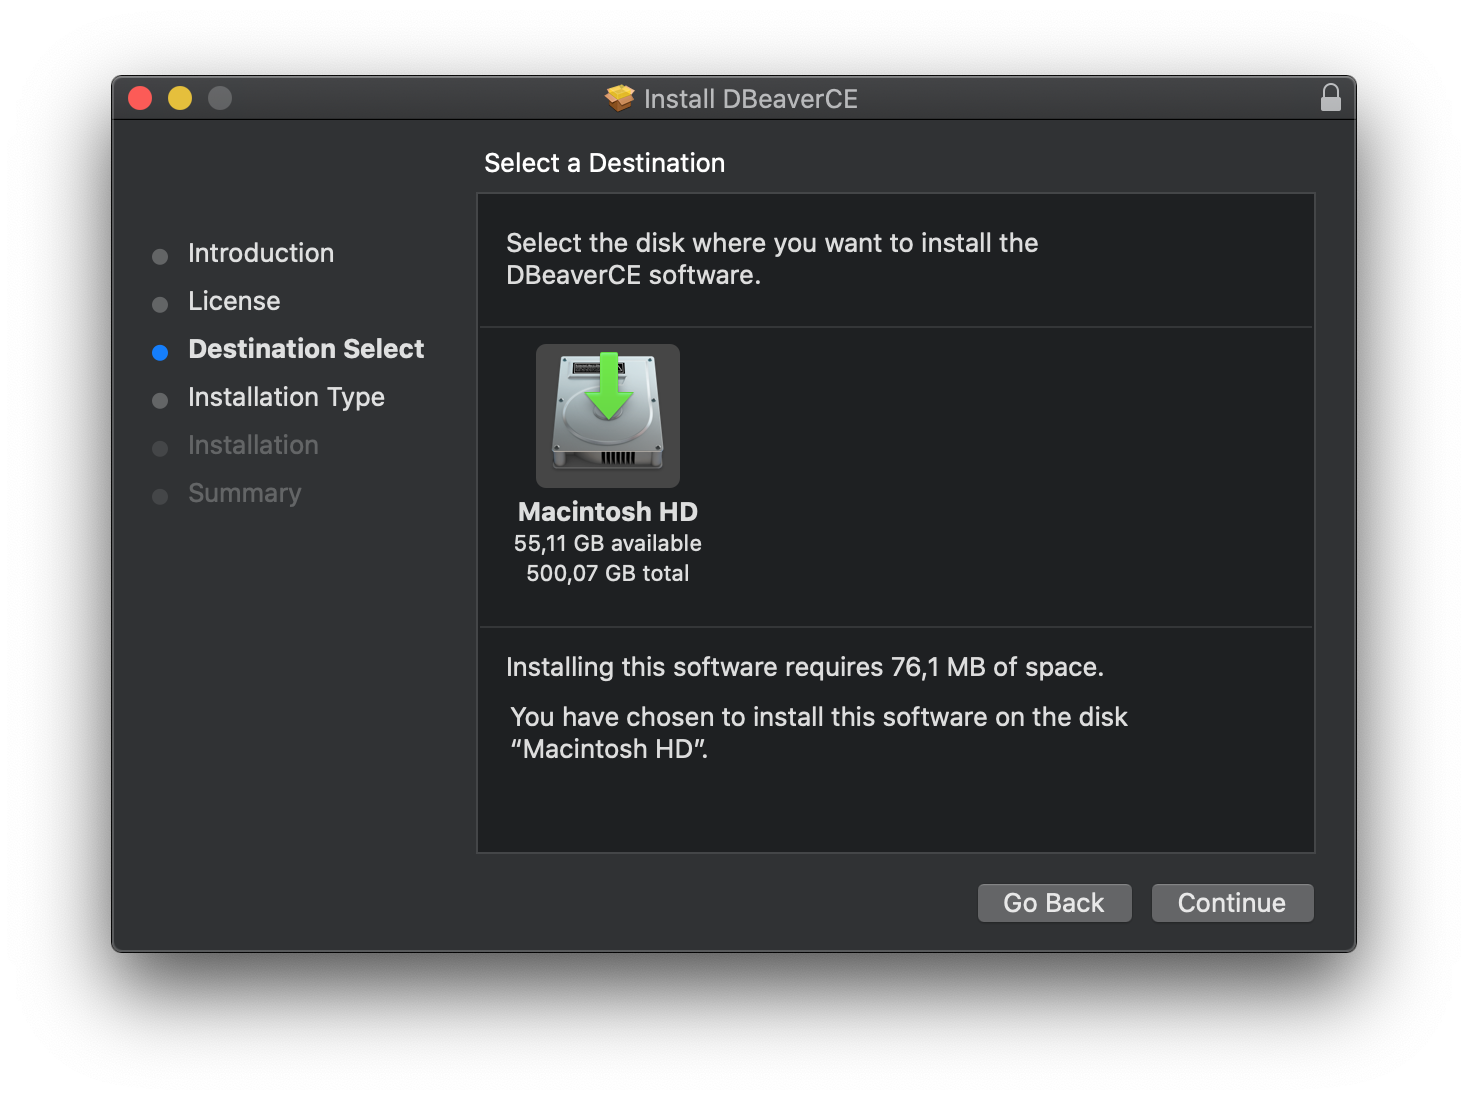 Install DBeaverCE
Select a Destination
Introduction
License
Destination Select
Installation Type
Installation
Summary
Select the disk where you want to install the
DBeaverCE software.
Macintosh HD
55,11 GB available
500,07 GB total
Installing this software requires 76,1 MB of space.
You have chosen to install this software on the disk
“Macintosh HD”.
Go Back
Continue